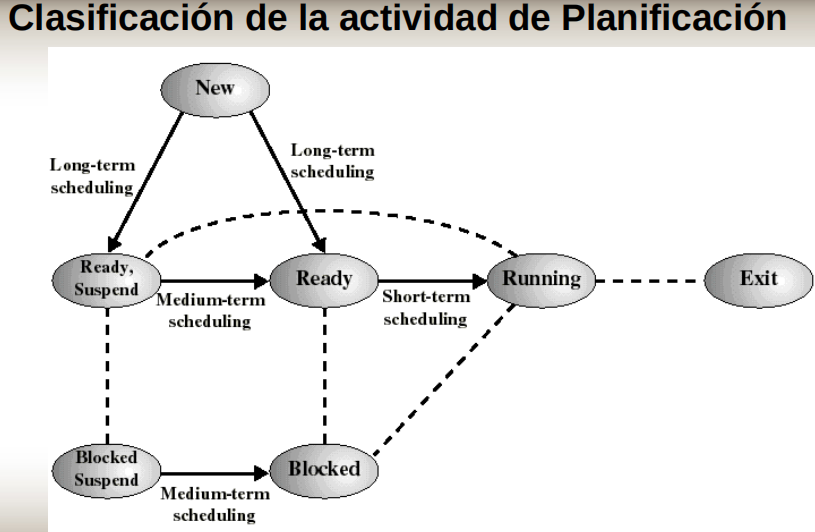 Clasificación de la actividad de Planificación
New
Long-term
scheduling
Long-term
scheduling
Ready,
Suspend
Medium-term
scheduling
Ready
Short-term
scheduling
Running
Exit
Blocked
Suspend
Medium-term
scheduling
Blocked